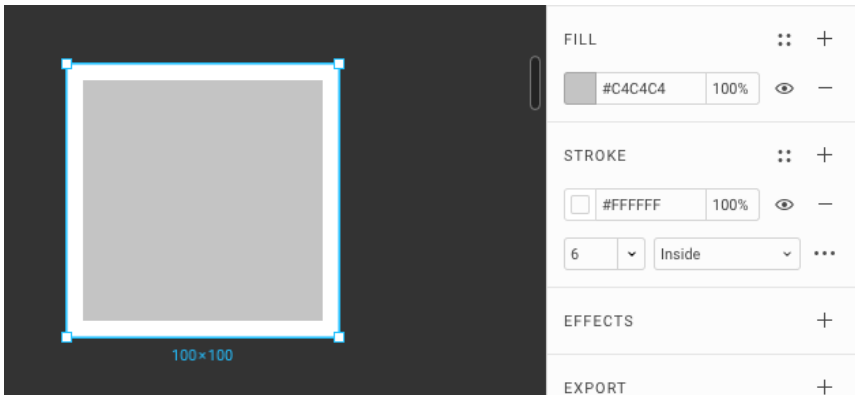 FILL
#C4C4C4 100%
STROKE
#FFFFFF 100%
6 Inside
EFFECTS
EXPORT
100×100